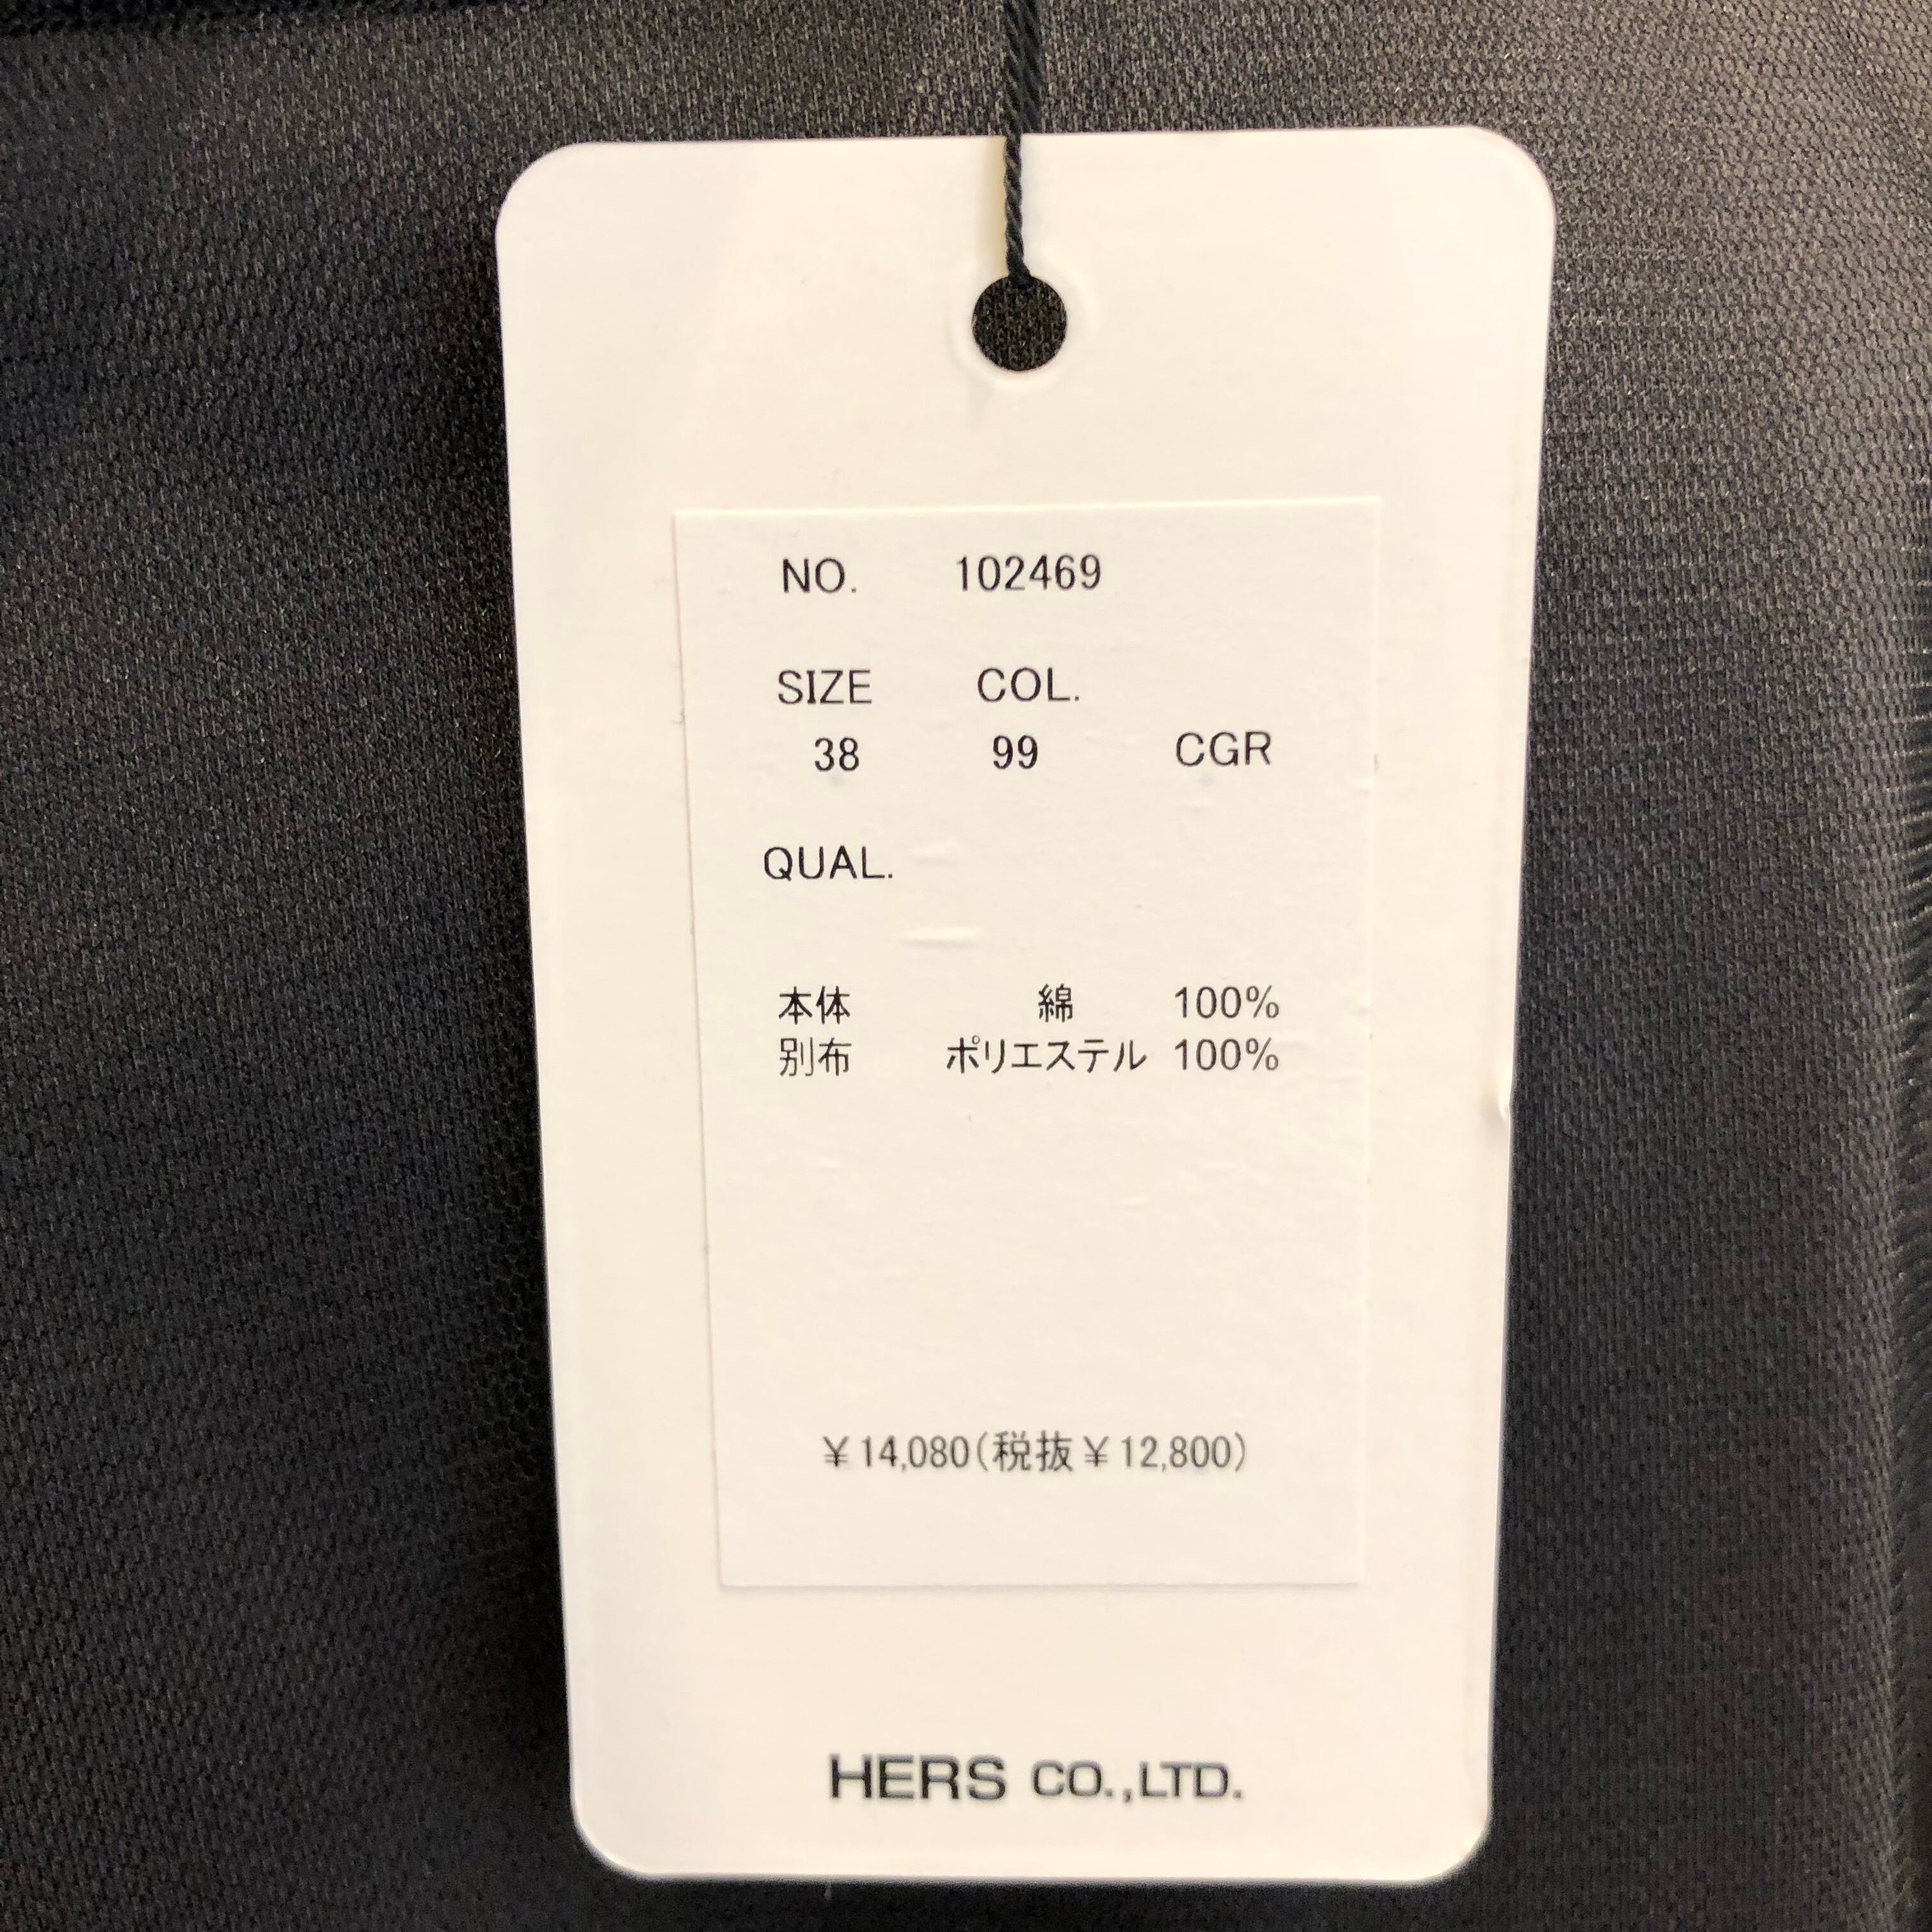 NO. 102469
SIZE COL.
38 99 CGR
QUAL.
本体 綿 100%
別布 ポリエステル 100%
¥14,080(税抜¥12,800)
HERS CO.,LTD.